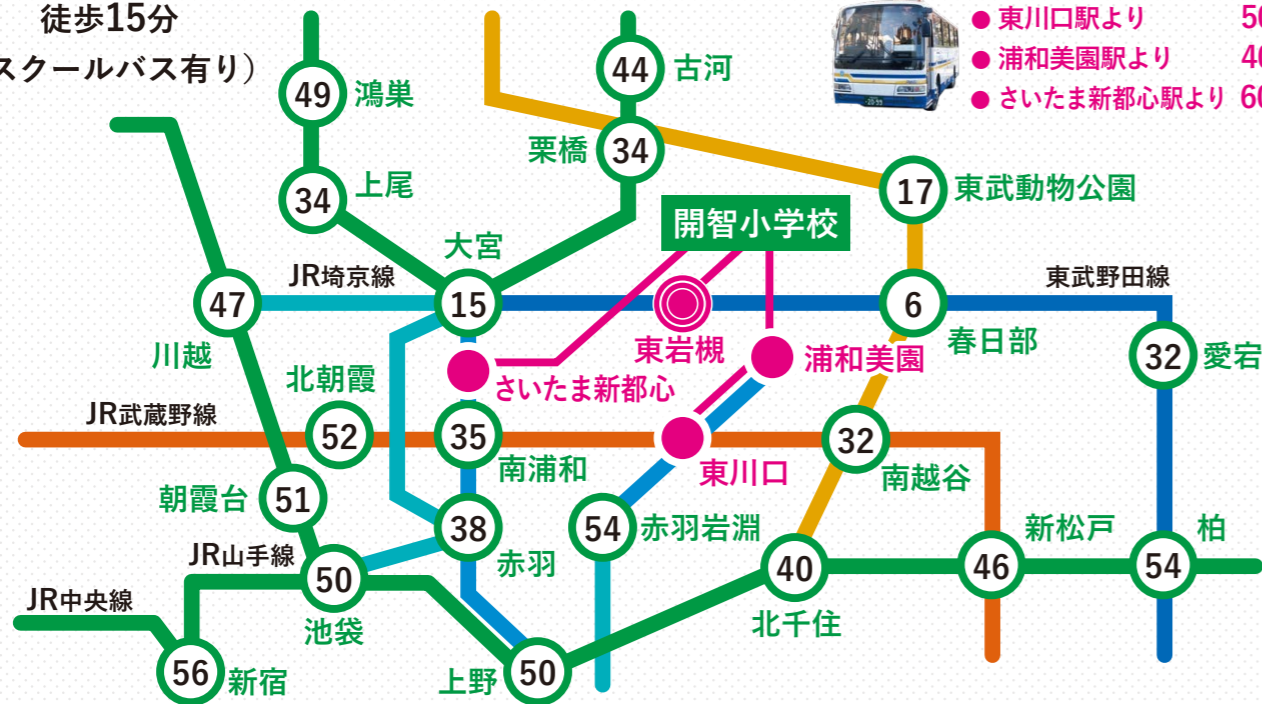 徒歩15分
スクールバス有り）
● 東川口駅より 50
● 浦和美園駅より 40
● さいたま新都心駅より 60
49 鴻巣
44 古河
栗橋 34
34 上尾
17 東武動物公園
開智小学校
大宮
JR埼京線
東武野田線
47
15
6
川越
東岩槻
浦和美園
春日部
32 愛宕
北朝霞
さいたま新都心
JR武蔵野線
52
35
32
南浦和
東川口
南越谷
朝霞台 51
38
54 赤羽岩淵
新松戸
柏
赤羽
JR山手線
50
40
46
54
JR中央線
池袋
北千住
56 新宿
上野 50